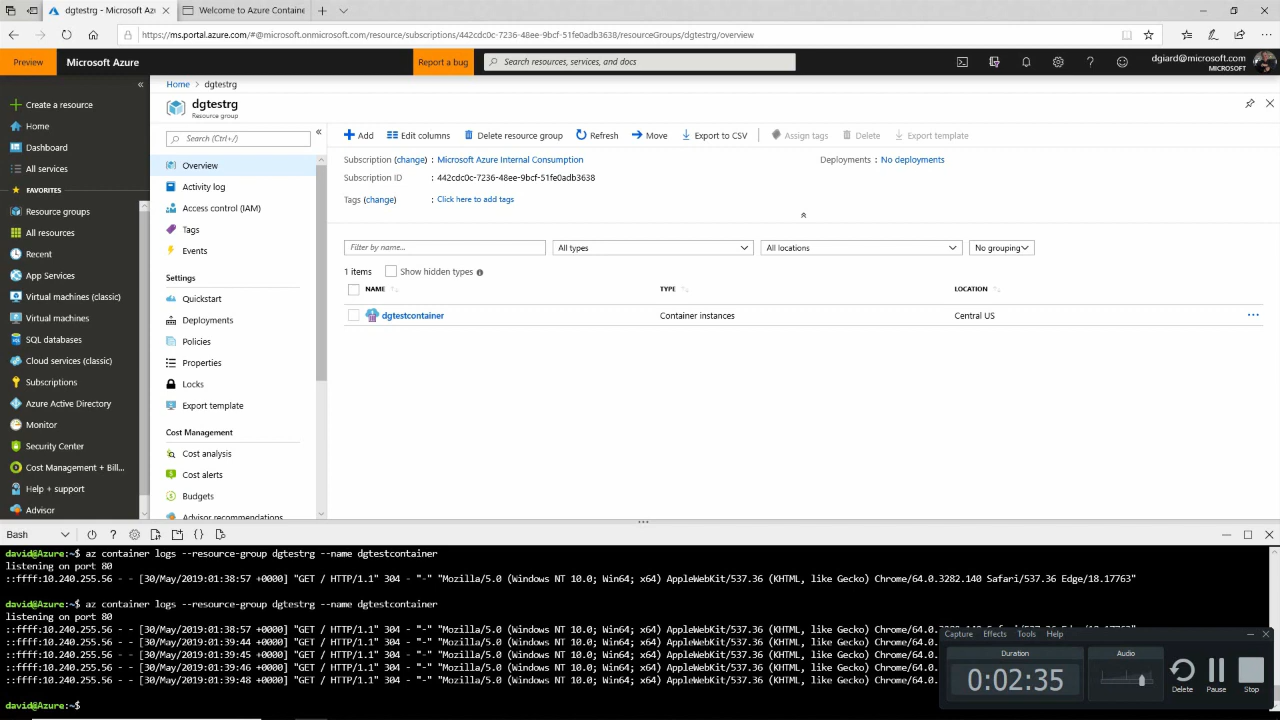 dgtestrg - Microsoft Az
Welcome to Azure Containe
https://ms.portal.azure.com/#@microsoft.onmicrosoft.com/resource/subscriptions/442cdc0c-7236-48ee-9bcf-51fe0adb3638/resourceGroups/dgtestrg/overview
Preview
Microsoft Azure
Report a bug
Search resources, services, and docs
dgiard@microsoft.com
MICROSOFT
Create a resource
Home
Dashboard
All services
FAVORITES
Resource groups
All resources
Recent
App Services
Virtual machines (classic)
Virtual machines
SQL databases
Cloud services (classic)
Subscriptions
Azure Active Directory
Monitor
Security Center
Cost Management + Bill...
Help + support
Advisor
Home > dgtestrg
dgtestrg
Resource group
Search (Ctrl+/)
Overview
Activity log
Access control (IAM)
Tags
Events
Settings
Quickstart
Deployments
Policies
Properties
Locks
Export template
Cost Management
Cost analysis
Cost alerts
Budgets
Advisor recommendations
Add Edit columns Delete resource group Refresh Move Export to CSV Assign tags Delete Export template
Subscription (change) : Microsoft Azure Internal Consumption
Deployments: No deployments
Subscription ID : 442cdc0c-7236-48ee-9bcf-51fe0adb3638
Tags (change) : Click here to add tags
Filter by name... All types All locations No grouping
1 items Show hidden types
NAME TYPE LOCATION
dgtestcontainer Container instances Central US
Bash
david@Azure:~$ az container logs --resource-group dgtestrg --name dgtestcontainer
listening on port 80
::ffff:10.240.255.56 - - [30/May/2019:01:38:57 +0000] "GET / HTTP/1.1" 304 - "-" "Mozilla/5.0 (Windows NT 10.0; Win64; x64) AppleWebKit/537.36 (KHTML, like Gecko) Chrome/64.0.3282.140 Safari/537.36 Edge/18.17763"
david@Azure:~$ az container logs --resource-group dgtestrg --name dgtestcontainer
listening on port 80
::ffff:10.240.255.56 - - [30/May/2019:01:38:57 +0000] "GET / HTTP/1.1" 304 - "-" "Mozilla/5.0 (Windows NT 10.0; Win64; x64) AppleWebKit/537.36 (KHTML, like Gecko) Chrome/64.0.3282.140 Safari/537.36 Edge/18.17763"
::ffff:10.240.255.56 - - [30/May/2019:01:39:44 +0000] "GET / HTTP/1.1" 304 - "-" "Mozilla/5.0 (Windows NT 10.0; Win64; x64) AppleWebKit/537.36 (KHTML, like Gecko)
::ffff:10.240.255.56 - - [30/May/2019:01:39:45 +0000] "GET / HTTP/1.1" 304 - "-" "Mozilla/5.0 (Windows NT 10.0; Win64; x64) AppleWebKit/537.36 (KHTML, like Gecko)
::ffff:10.240.255.56 - - [30/May/2019:01:39:46 +0000] "GET / HTTP/1.1" 304 - "-" "Mozilla/5.0 (Windows NT 10.0; Win64; x64) AppleWebKit/537.36 (KHTML, like Gecko)
::ffff:10.240.255.56 - - [30/May/2019:01:39:48 +0000] "GET / HTTP/1.1" 304 - "-" "Mozilla/5.0 (Windows NT 10.0; Win64; x64) AppleWebKit/537.36 (KHTML, like Gecko)
david@Azure:~$
Capture Effects Tools Help
Duration Audio
0:02:35
Delete Pause Stop